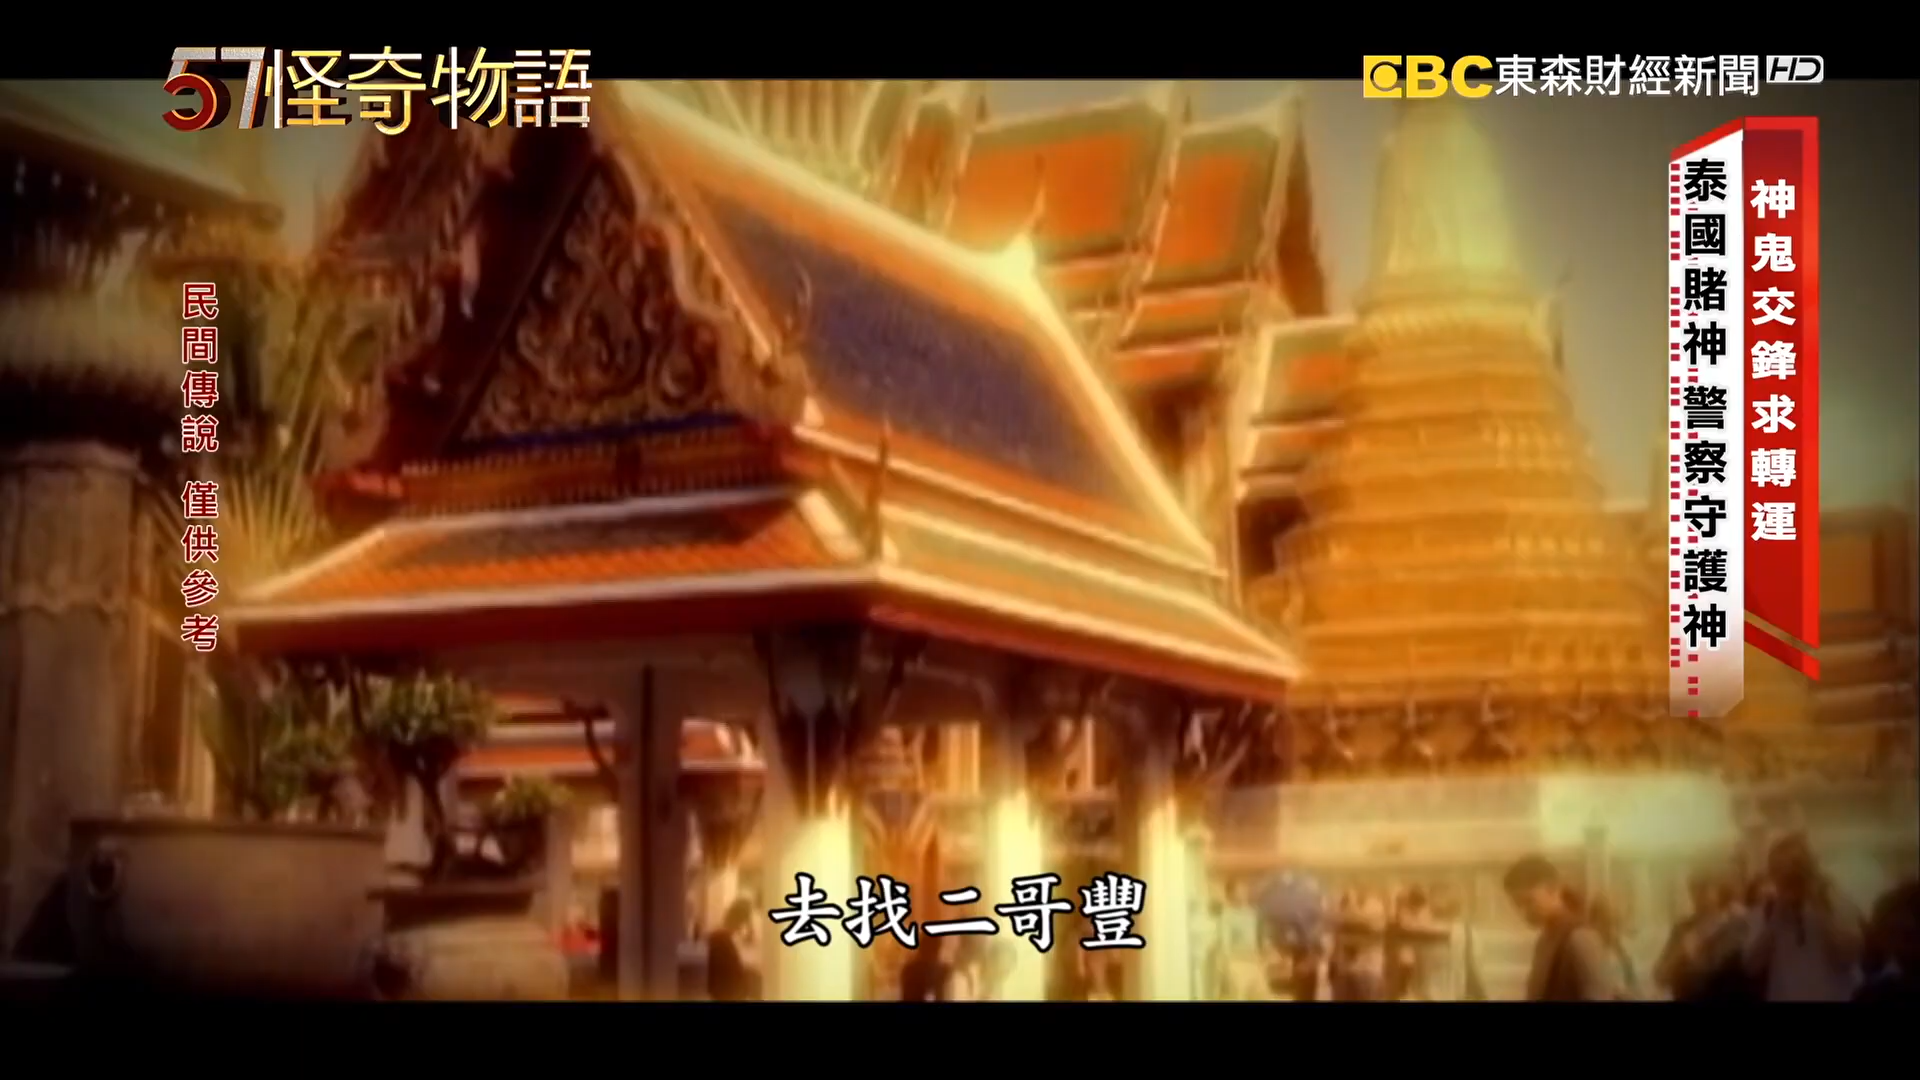 57怪奇物語
EBC東森財經新聞HD
神鬼交鋒求轉運
泰國賭神 警察守護神
民間傳說 僅供參考
去找二哥豐